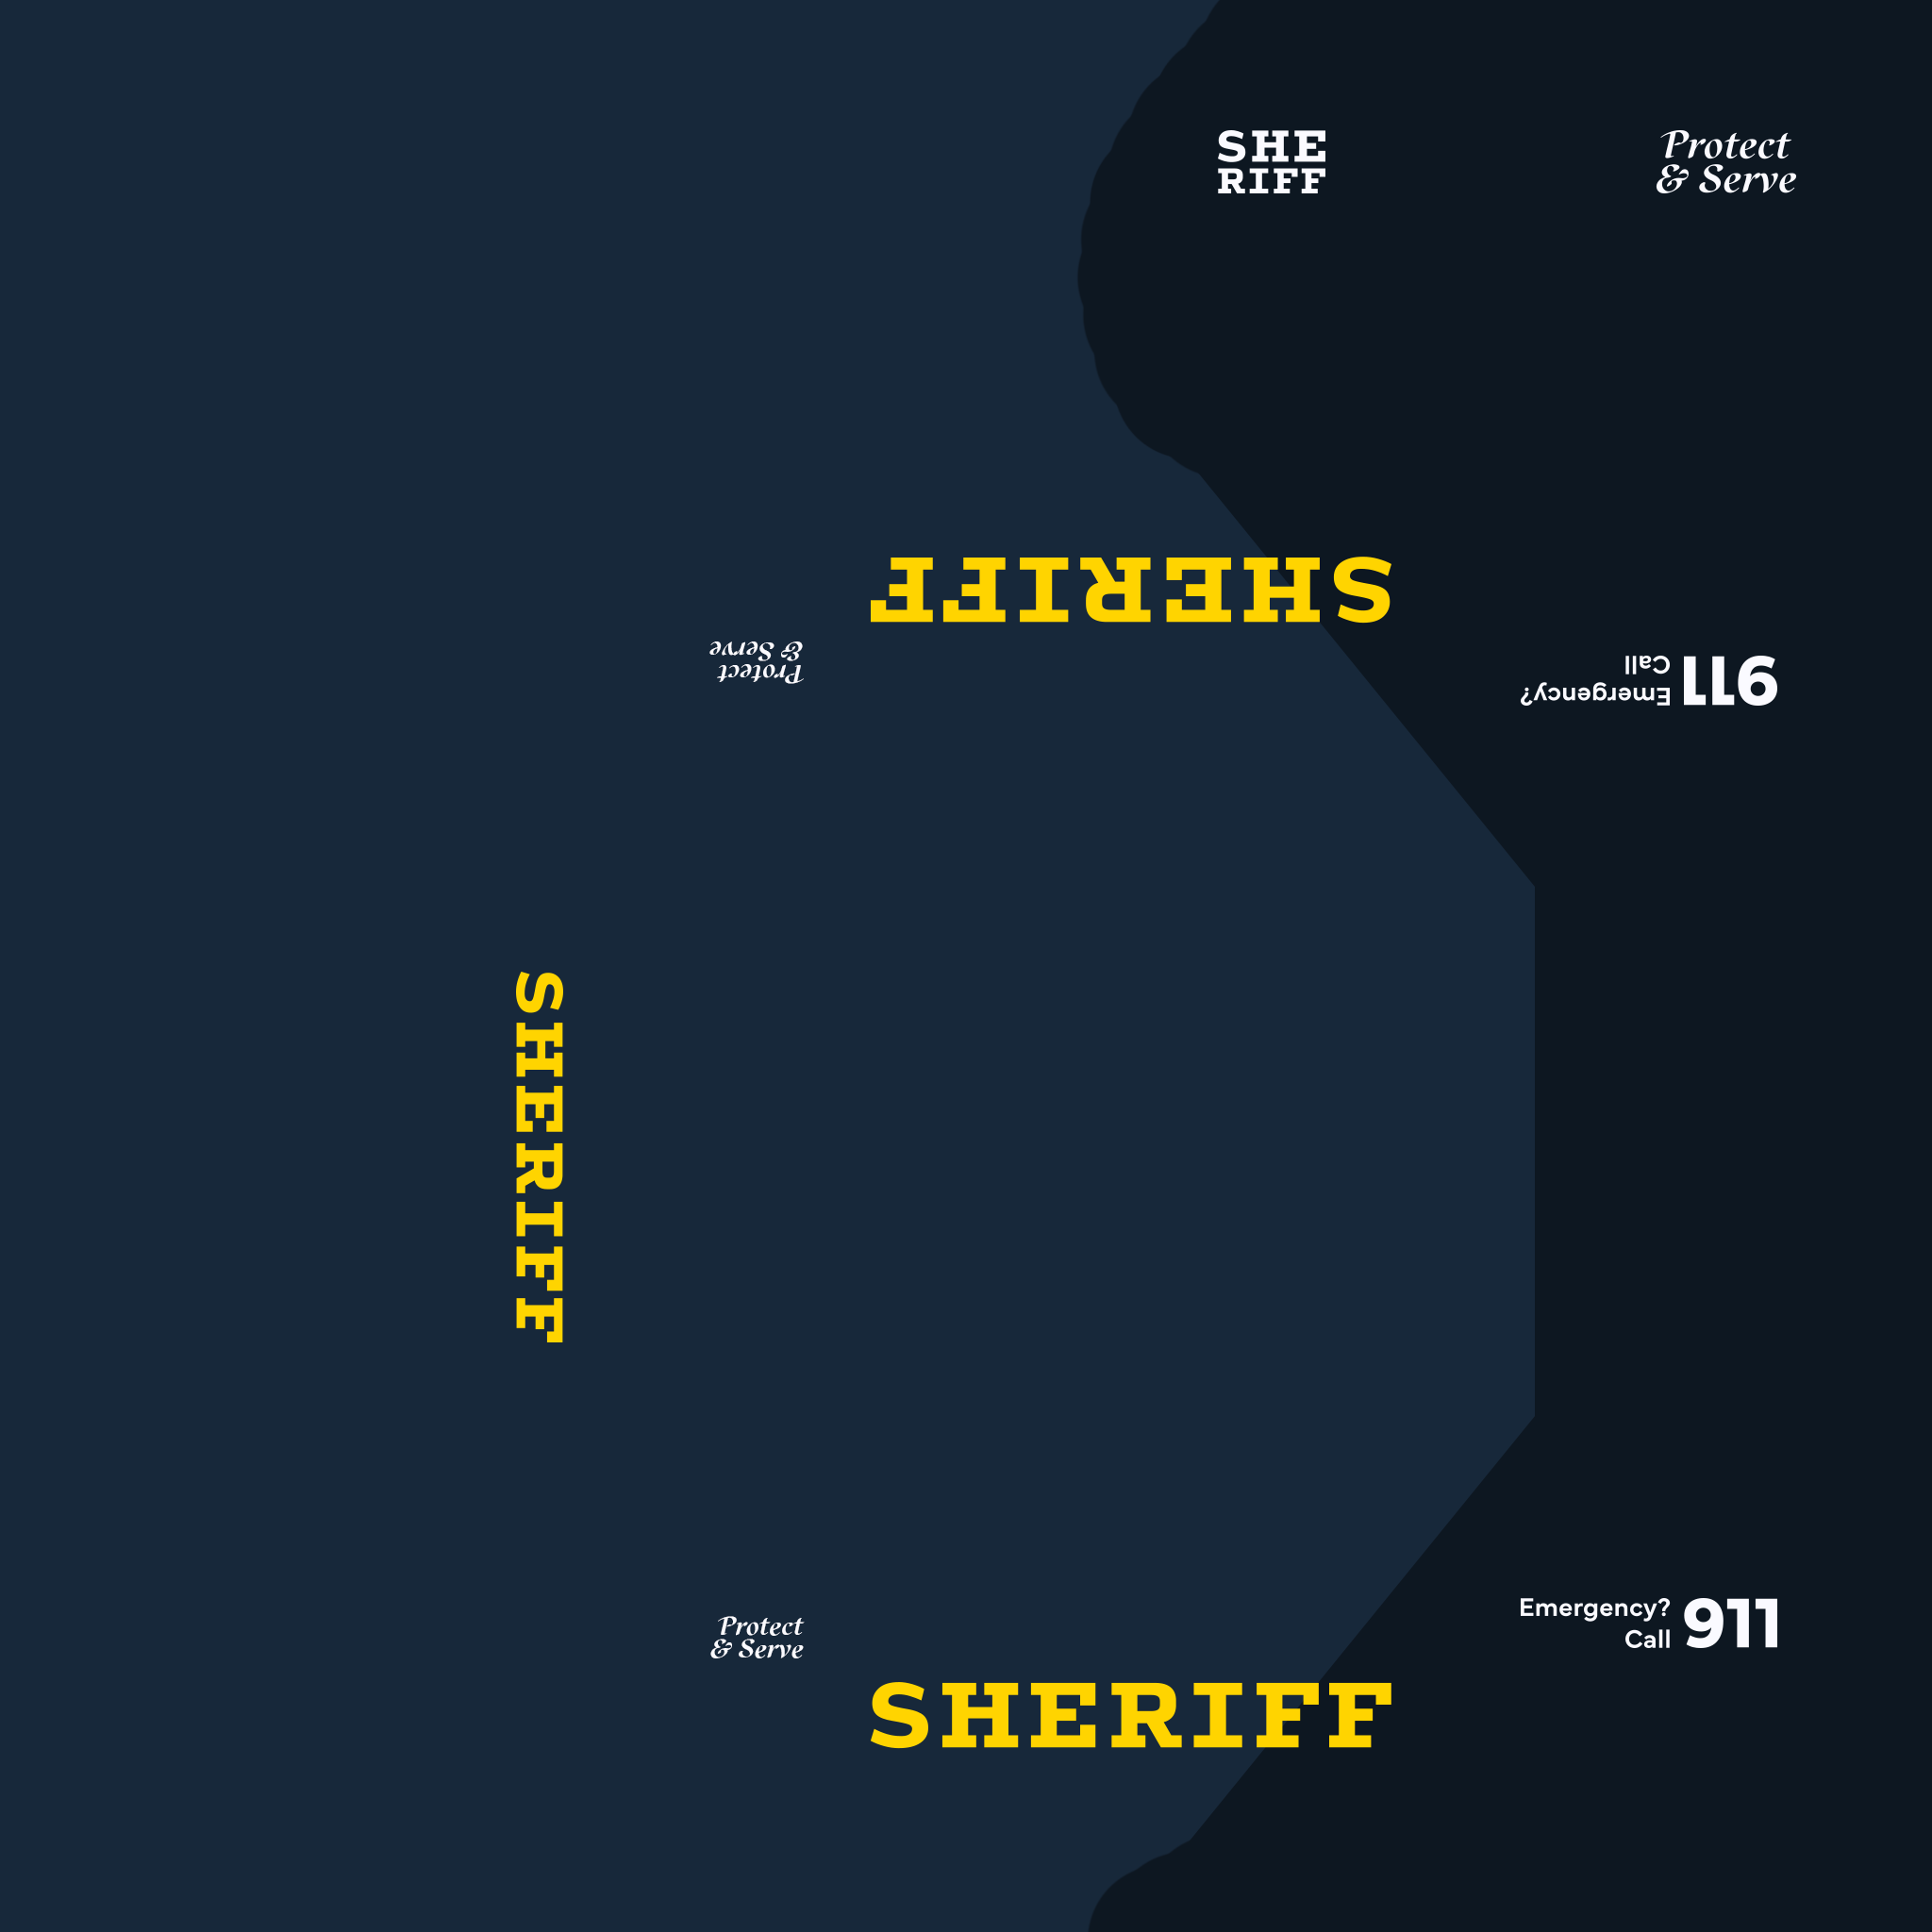 SHE
RIFF
Protect
& Serve
SHERIFF
Protect
& Serve
Emergency?
Call
911
SHERIFF
Protect
& Serve
Emergency?
Call
911
SHERIFF